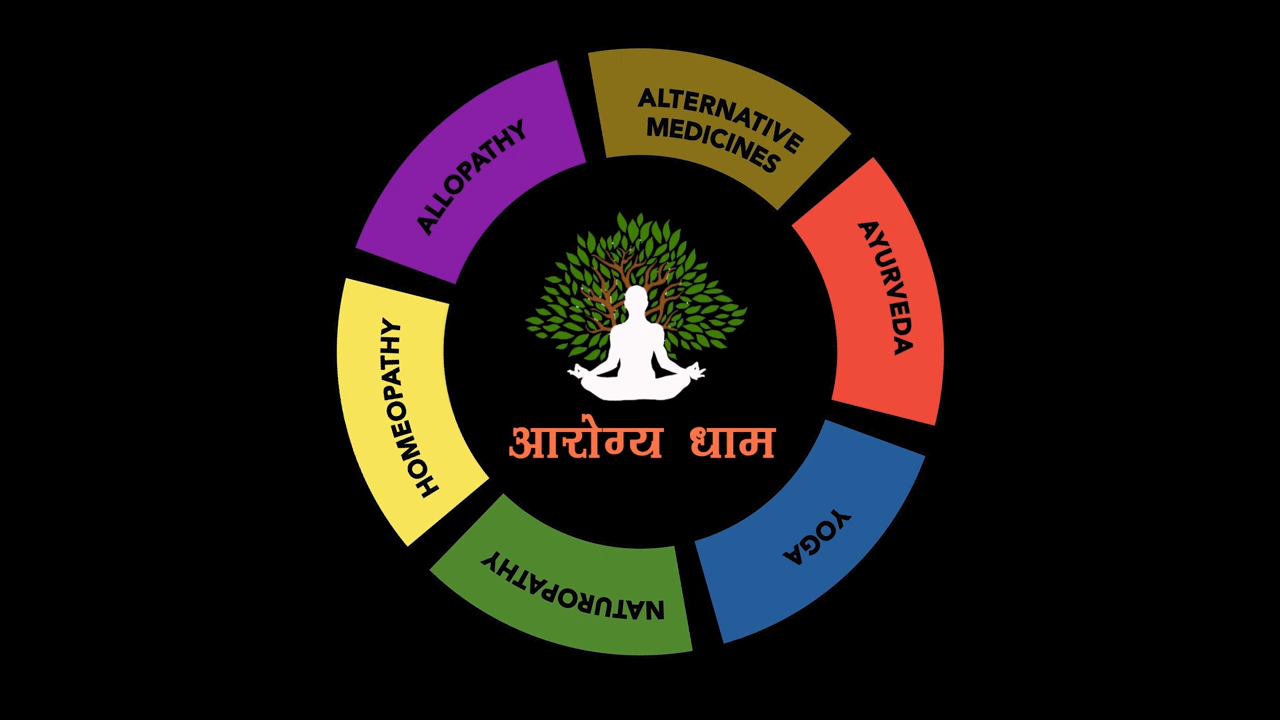 ALTERNATIVE
MEDICINES
AYURVEDA
YOGA
NATUROPATHY
HOMEOPATHY
ALLOPATHY
आरोग्य धाम